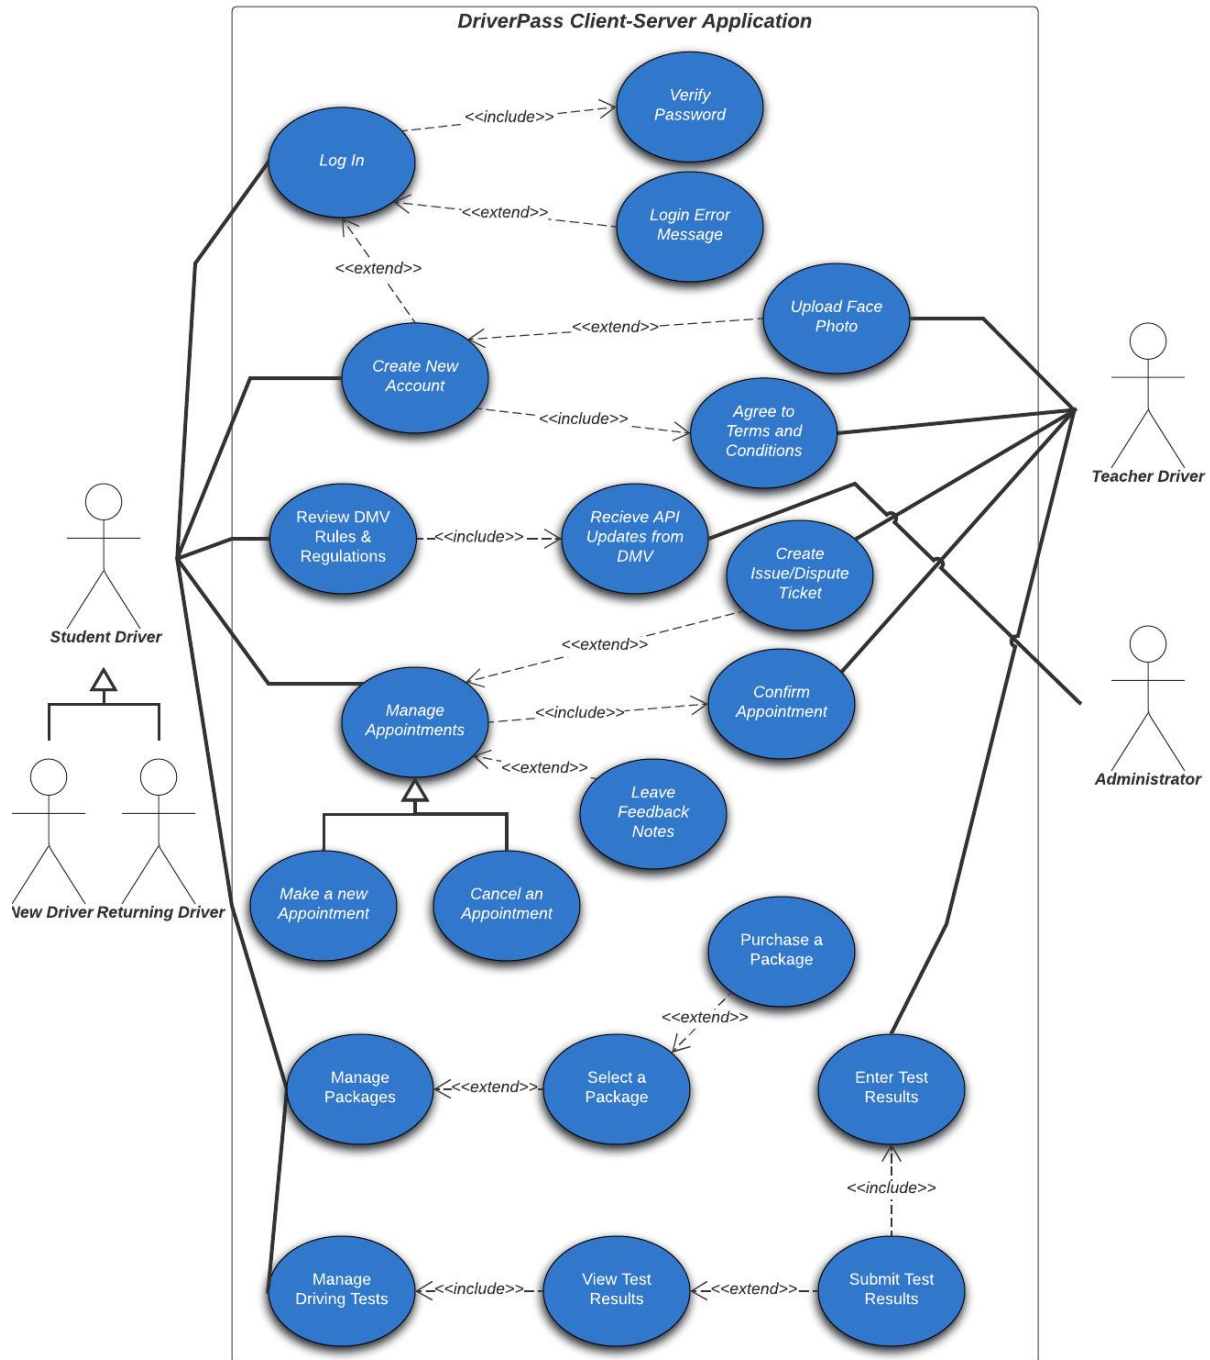 DriverPass Client-Server Application
Verify
Password
<<include>>
Log In
<<extend>>
Login Error
Message
<<extend>>
Upload Face
Photo
<<extend>>
Create New
Account
<<include>>
Agree to
Terms and
Conditions
Teacher Driver
Review DMV
Rules &
Regulations
<<include>>
Recieve API
Updates from
DMV
Create
Issue/Dispute
Ticket
Student Driver
<<extend>>
Manage
Appointments
<<include>>
Confirm
Appointment
<<extend>>
Administrator
Leave
Feedback
Notes
Make a new
Appointment
Cancel an
Appointment
New Driver
Returning Driver
Purchase a
Package
<<extend>>
Manage
Packages
<<extend>>
Select a
Package
Enter Test
Results
<<include>>
Manage
Driving Tests
<<include>>
View Test
Results
<<extend>>
Submit Test
Results